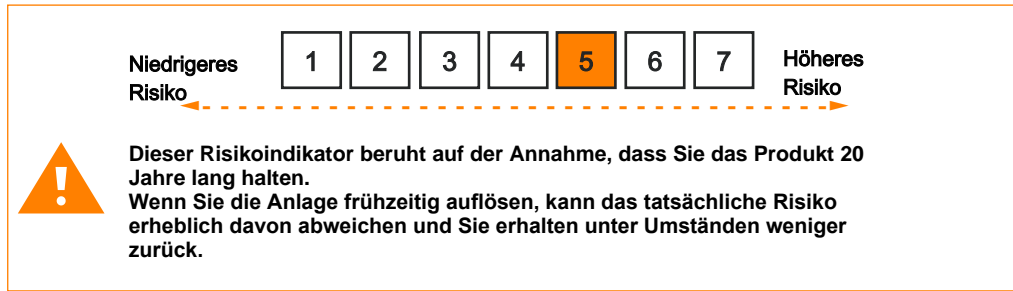 Niedrigeres Risiko
1 2 3 4 5 6 7
Höheres Risiko
!
Dieser Risikoindikator beruht auf der Annahme, dass Sie das Produkt 20
Jahre lang halten.
Wenn Sie die Anlage frühzeitig auflösen, kann das tatsächliche Risiko
erheblich davon abweichen und Sie erhalten unter Umständen weniger
zurück.